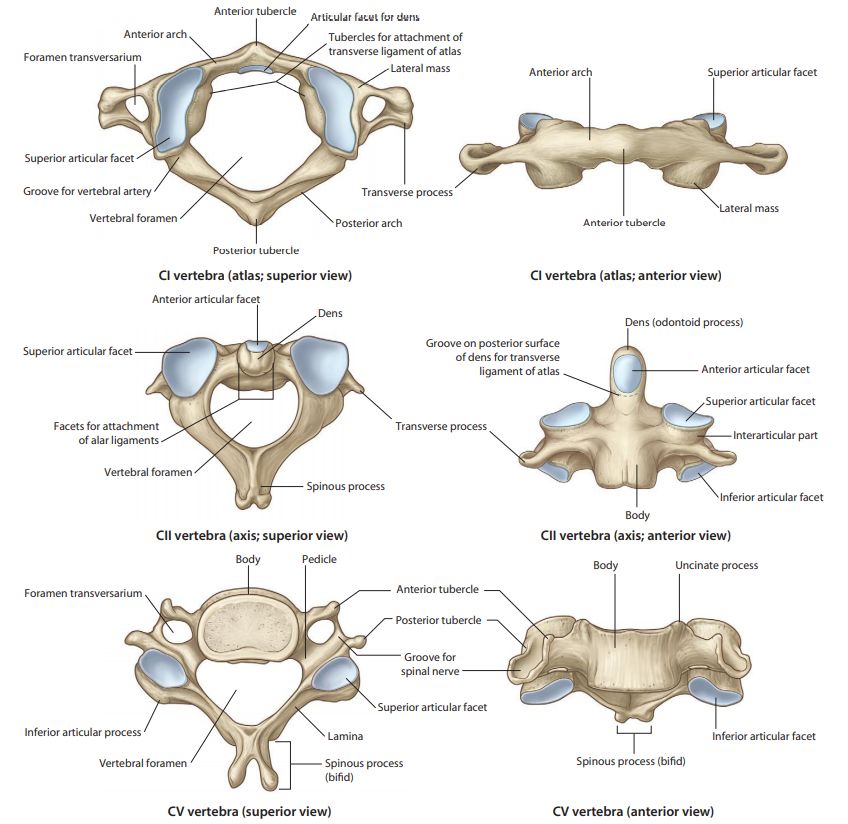 Anterior tubercle
Articular facet for dens
Anterior arch
Tubercles for attachment of
transverse ligament of atlas
Foramen transversarium
Lateral mass
Superior articular facet
Groove for vertebral artery
Transverse process
Vertebral foramen
Posterior arch
Posterior tubercle
CI vertebra (atlas; superior view)
Anterior arch
Superior articular facet
Lateral mass
Anterior tubercle
CI vertebra (atlas; anterior view)
Anterior articular facet
Dens
Superior articular facet
Facets for attachment
of alar ligaments
Transverse process
Vertebral foramen
Spinous process
CII vertebra (axis; superior view)
Dens (odontoid process)
Groove on posterior surface
of dens for transverse
ligament of atlas
Anterior articular facet
Superior articular facet
Interarticular part
Inferior articular facet
Body
CII vertebra (axis; anterior view)
Body
Pedicle
Foramen transversarium
Anterior tubercle
Posterior tubercle
Groove for
spinal nerve
Superior articular facet
Inferior articular process
Lamina
Vertebral foramen
Spinous process
(bifid)
CV vertebra (superior view)
Body
Uncinate process
Inferior articular facet
Spinous process (bifid)
CV vertebra (anterior view)